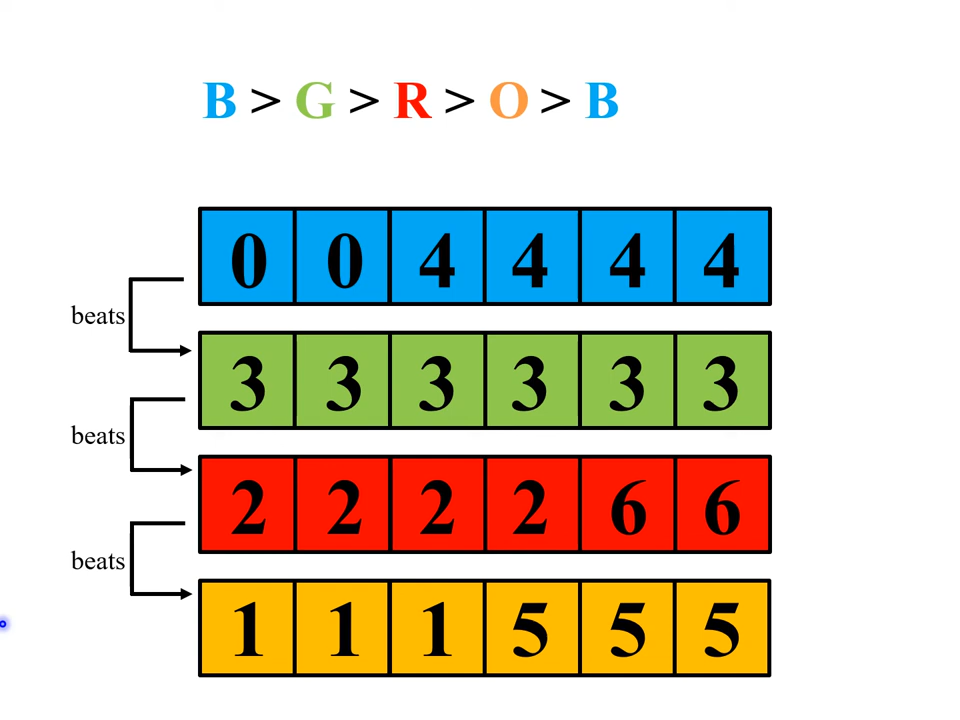 B > G > R > O > B
0 0 4 4 4 4
beats
3 3 3 3 3 3
beats
2 2 2 2 6 6
beats
1 1 1 5 5 5